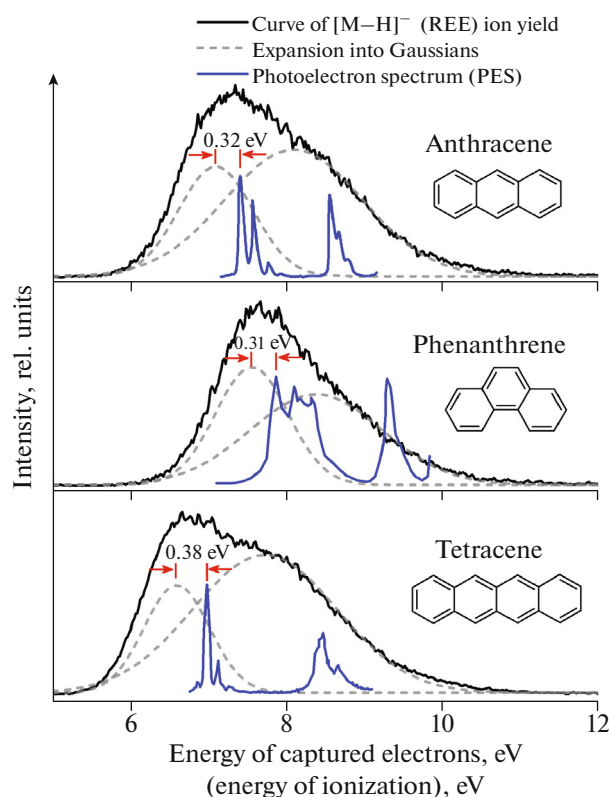 Curve of [M–H]⁻ (REE) ion yield
Expansion into Gaussians
Photoelectron spectrum (PES)
0.32 eV
Anthracene
0.31 eV
Phenanthrene
0.38 eV
Tetracene
Intensity, rel. units
6 8 10 12
Energy of captured electrons, eV
(energy of ionization), eV